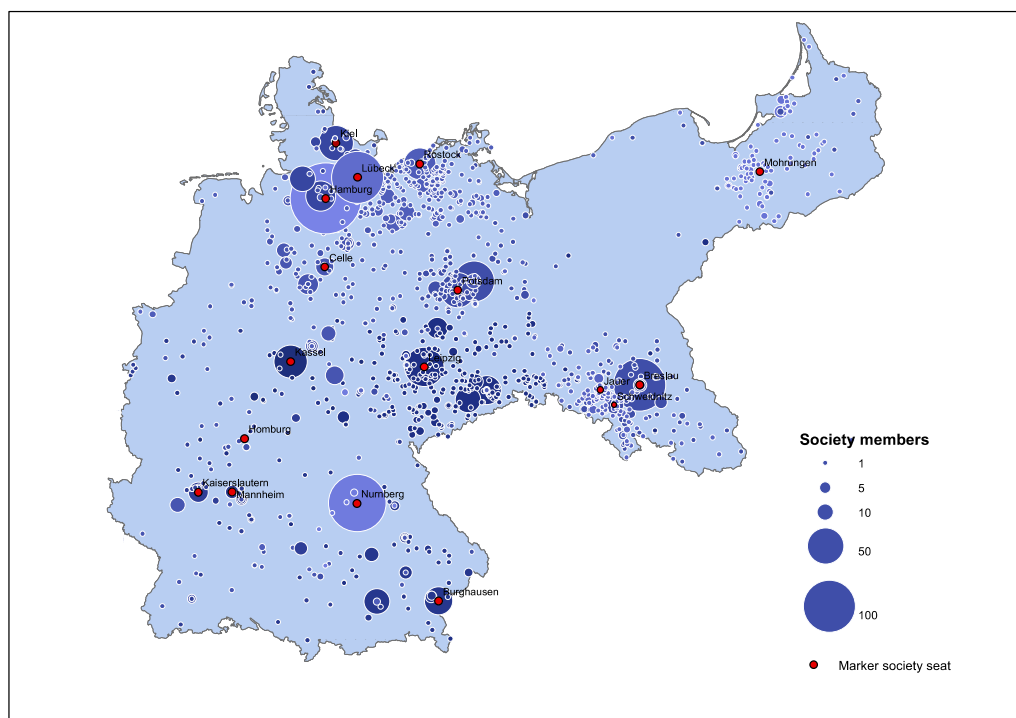 Kiel
Rostock
Lübeck
Mohrungen
Hamburg
Celle
Potsdam
Kassel
Leipzig
Jauer
Breslau
Schweidnitz
Homburg
Society members
1
Kaiserslautern
5
Mannheim
Nurnberg
10
50
Burghausen
100
Marker society seat